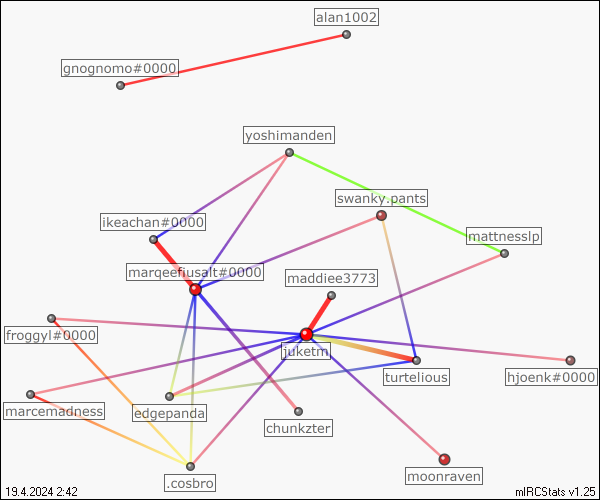 alan1002
gnognomo#0000
yoshimanden
swanky.pants
ikeachan#0000
mattnesslp
marqeefiusalt#0000
maddiee3773
froggyl#0000
juketm
turtelious
hjoenk#0000
marcemadness
edgepanda
chunkzter
.cosbro
moonraven
19.4.2024 2:42
mIRCStats v1.25